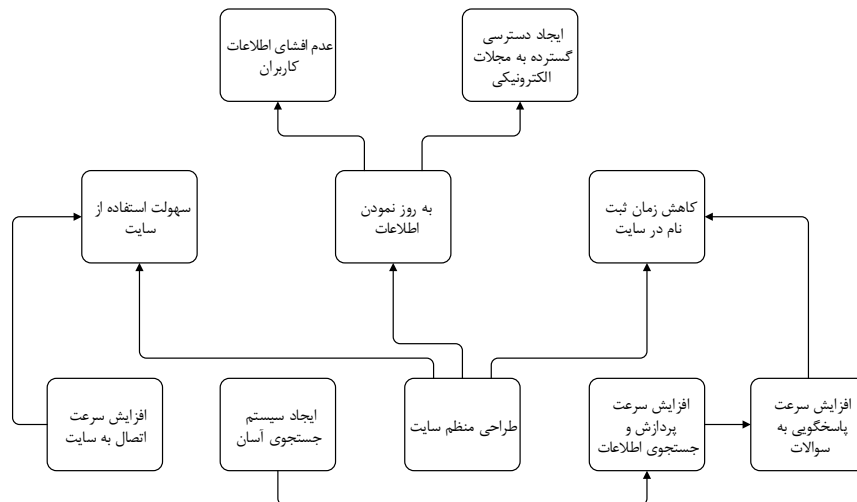 عدم افشای اطلاعات
کاربران
ایجاد دسترسی
گسترده به مجلات
الکترونیکی
سهولت استفاده از
سایت
به روز نمودن
اطلاعات
کاهش زمان ثبت
نام در سایت
افزایش سرعت
اتصال به سایت
ایجاد سیستم
جستجوی آسان
طراحی منظم سایت
افزایش سرعت
پردازش و
جستجوی اطلاعات
افزایش سرعت
پاسخگویی به
سوالات